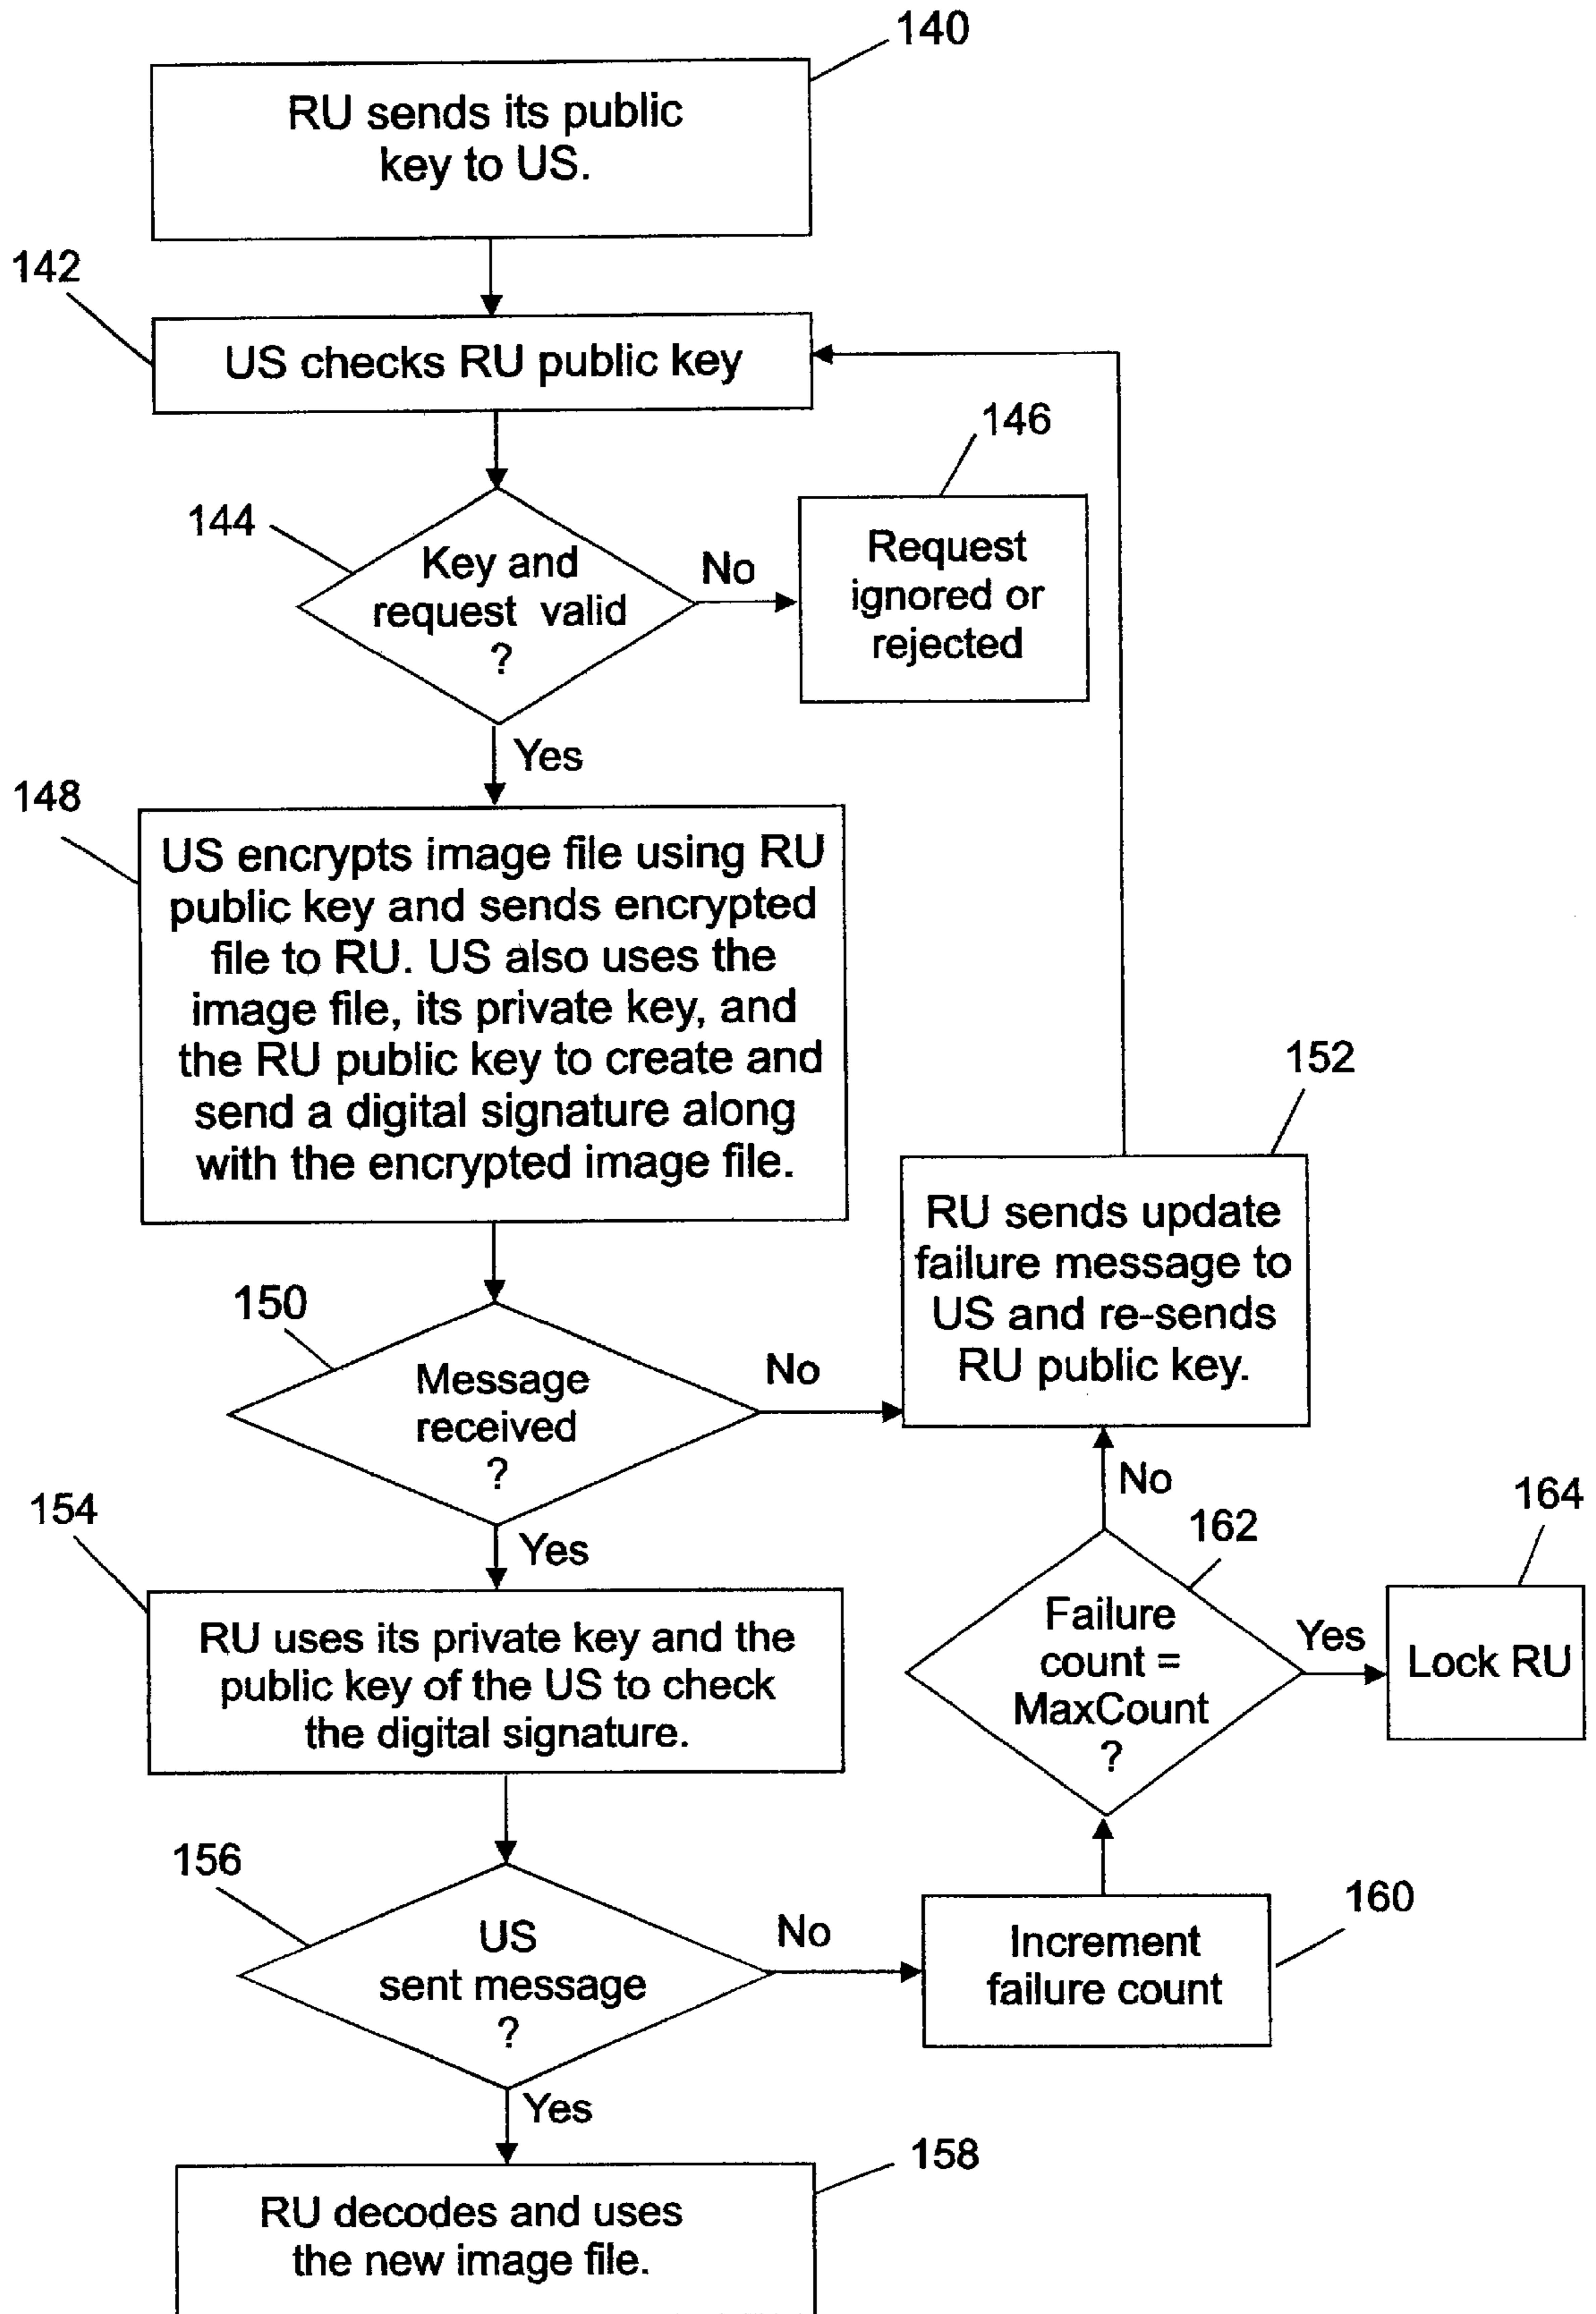 140
RU sends its public
key to US.
142
US checks RU public key
146
144
Key and
request valid
?
No
Request
ignored or
rejected
Yes
148
US encrypts image file using RU
public key and sends encrypted
file to RU. US also uses the
image file, its private key, and
the RU public key to create and
send a digital signature along
with the encrypted image file.
152
RU sends update
failure message to
US and re-sends
RU public key.
150
Message
received
?
No
Yes
No
154
RU uses its private key and the
public key of the US to check
the digital signature.
162
Failure
count =
MaxCount
?
Yes
164
Lock RU
156
US
sent message
?
No
160
Increment
failure count
Yes
158
RU decodes and uses
the new image file.